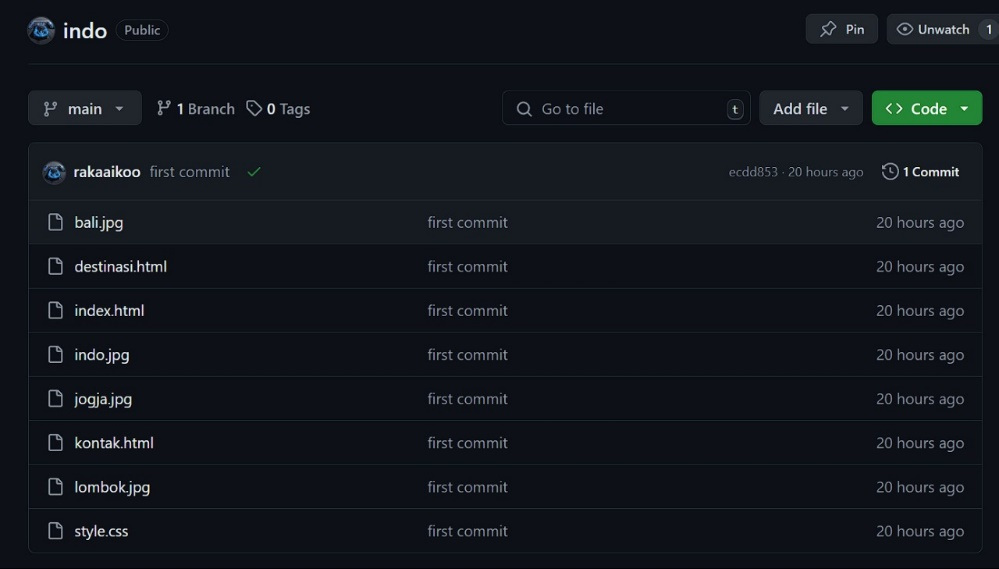 indo Public Pin Unwatch 1
main 1 Branch 0 Tags Go to file t Add file Code
rakaaikoo first commit ecdd853 · 20 hours ago 1 Commit
bali.jpg first commit 20 hours ago
destinasi.html first commit 20 hours ago
index.html first commit 20 hours ago
indo.jpg first commit 20 hours ago
jogja.jpg first commit 20 hours ago
kontak.html first commit 20 hours ago
lombok.jpg first commit 20 hours ago
style.css first commit 20 hours ago